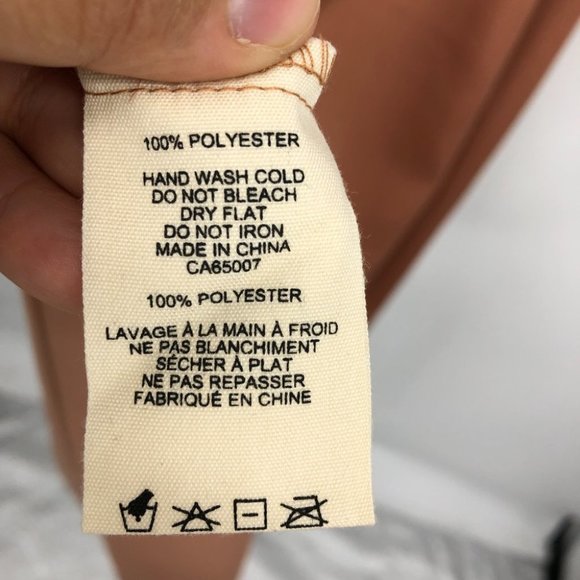 100% POLYESTER
HAND WASH COLD
DO NOT BLEACH
DRY FLAT
DO NOT IRON
MADE IN CHINA
CA65007
100% POLYESTER
LAVAGE À LA MAIN À FROID
NE PAS BLANCHIMENT
SÉCHER À PLAT
NE PAS REPASSER
FABRIQUÉ EN CHINE